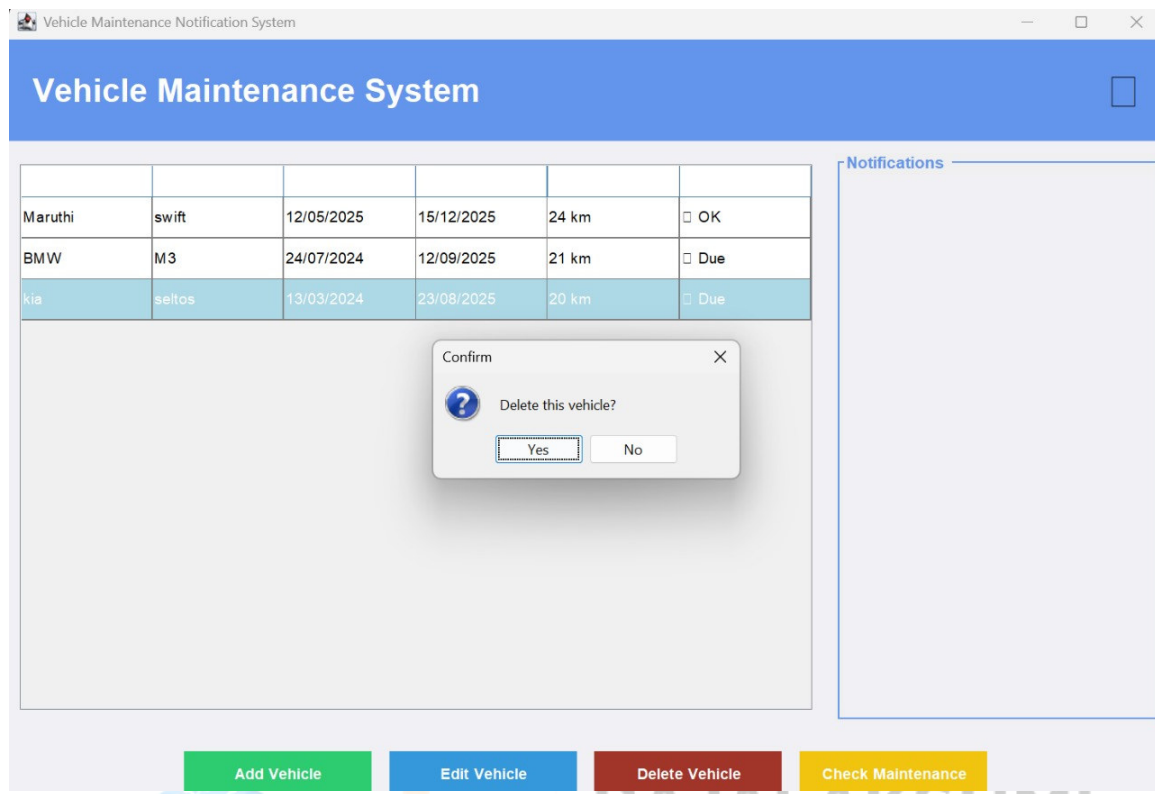 Vehicle Maintenance Notification System
Vehicle Maintenance System
Notifications
Maruthi swift 12/05/2025 15/12/2025 24 km OK
BMW M3 24/07/2024 12/09/2025 21 km Due
kia seltos 13/03/2024 23/08/2025 20 km Due
Confirm
Delete this vehicle?
Yes No
Add Vehicle Edit Vehicle Delete Vehicle Check Maintenance